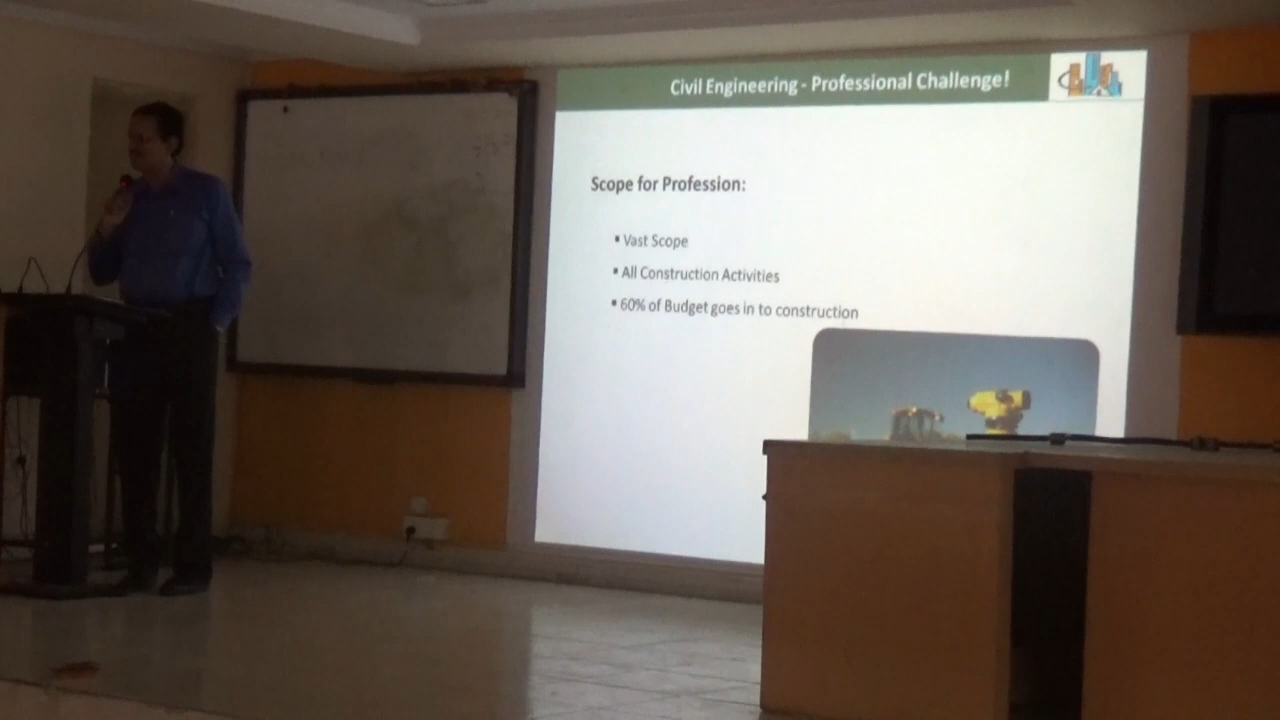 Civil Engineering - Professional Challenge!
Scope for Profession:
▪ Vast Scope
▪ All Construction Activities
▪ 60% of Budget goes in to construction